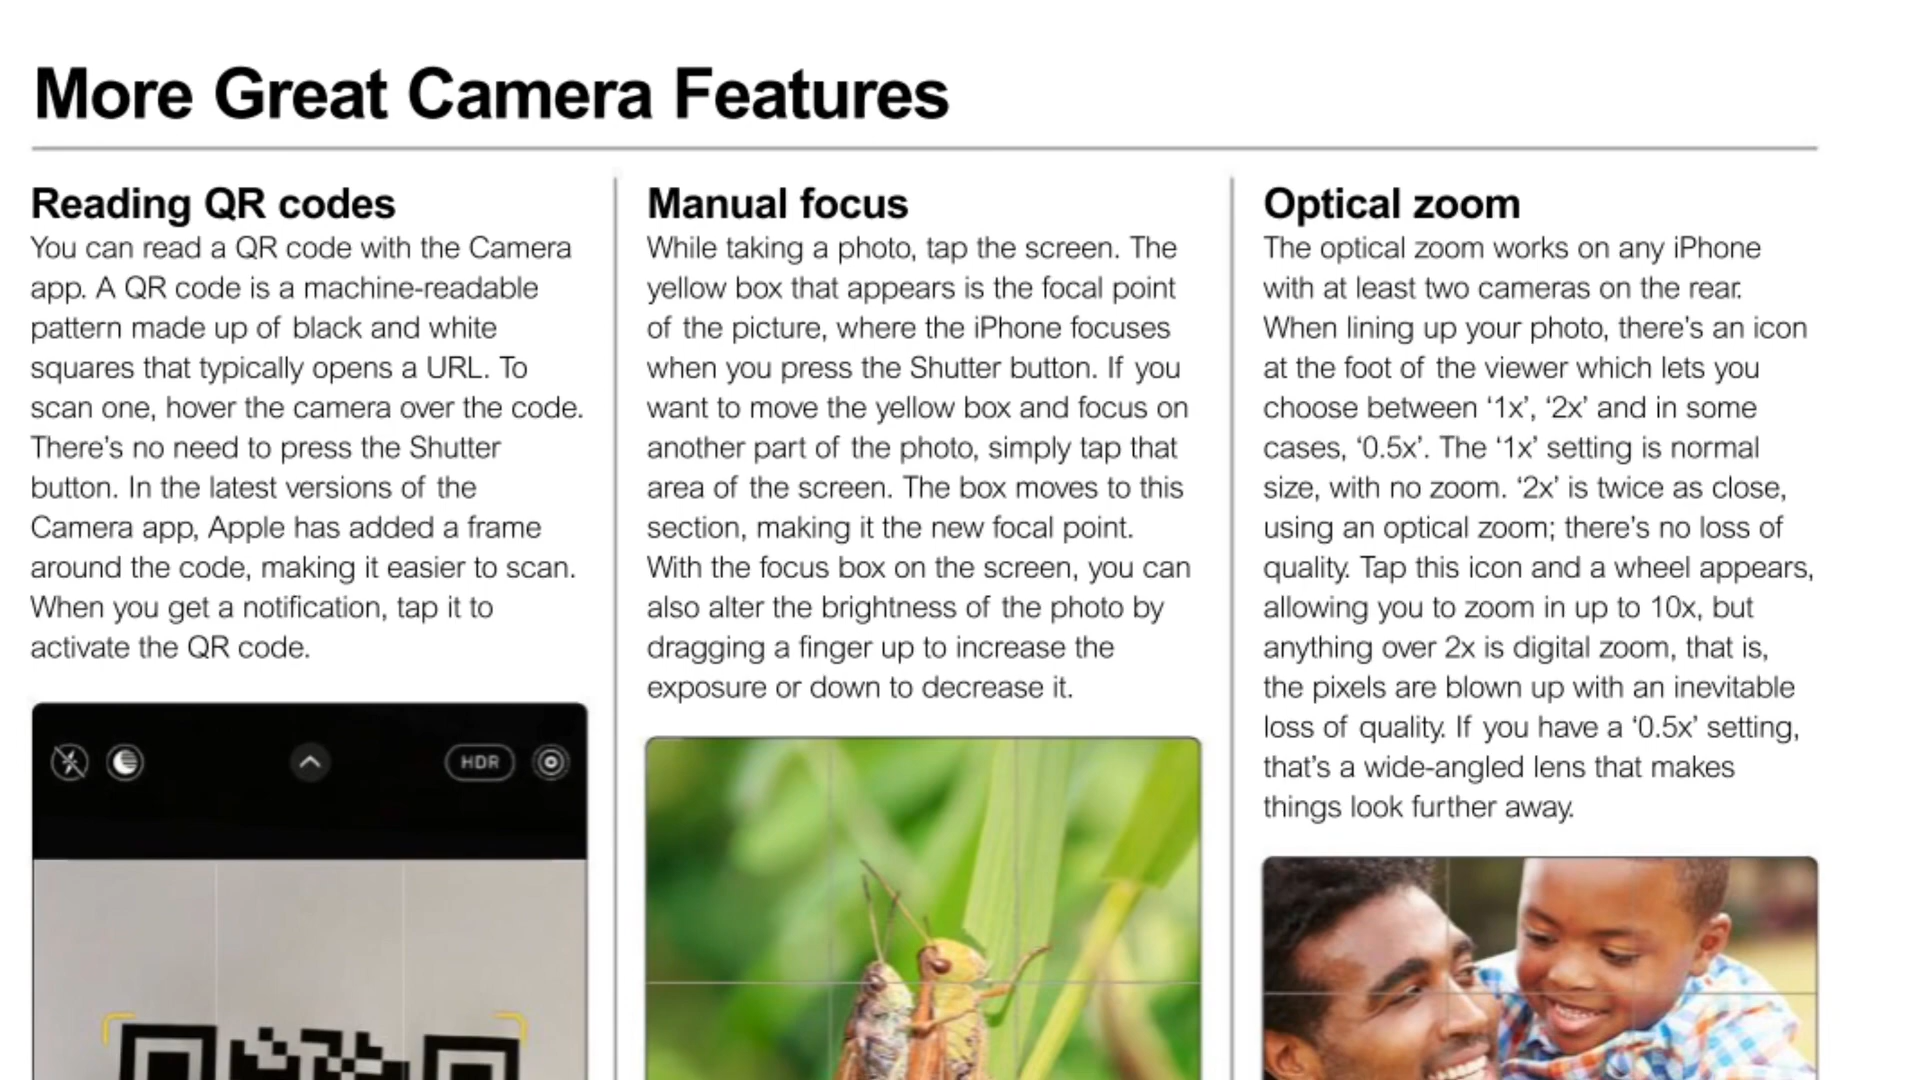 More Great Camera Features
Reading QR codes
You can read a QR code with the Camera
app. A QR code is a machine-readable
pattern made up of black and white
squares that typically opens a URL. To
scan one, hover the camera over the code.
There’s no need to press the Shutter
button. In the latest versions of the
Camera app, Apple has added a frame
around the code, making it easier to scan.
When you get a notification, tap it to
activate the QR code.
HDR
Manual focus
While taking a photo, tap the screen. The
yellow box that appears is the focal point
of the picture, where the iPhone focuses
when you press the Shutter button. If you
want to move the yellow box and focus on
another part of the photo, simply tap that
area of the screen. The box moves to this
section, making it the new focal point.
With the focus box on the screen, you can
also alter the brightness of the photo by
dragging a finger up to increase the
exposure or down to decrease it.
Optical zoom
The optical zoom works on any iPhone
with at least two cameras on the rear.
When lining up your photo, there’s an icon
at the foot of the viewer which lets you
choose between ‘1x’, ‘2x’ and in some
cases, ‘0.5x’. The ‘1x’ setting is normal
size, with no zoom. ‘2x’ is twice as close,
using an optical zoom; there’s no loss of
quality. Tap this icon and a wheel appears,
allowing you to zoom in up to 10x, but
anything over 2x is digital zoom, that is,
the pixels are blown up with an inevitable
loss of quality. If you have a ‘0.5x’ setting,
that’s a wide-angled lens that makes
things look further away.